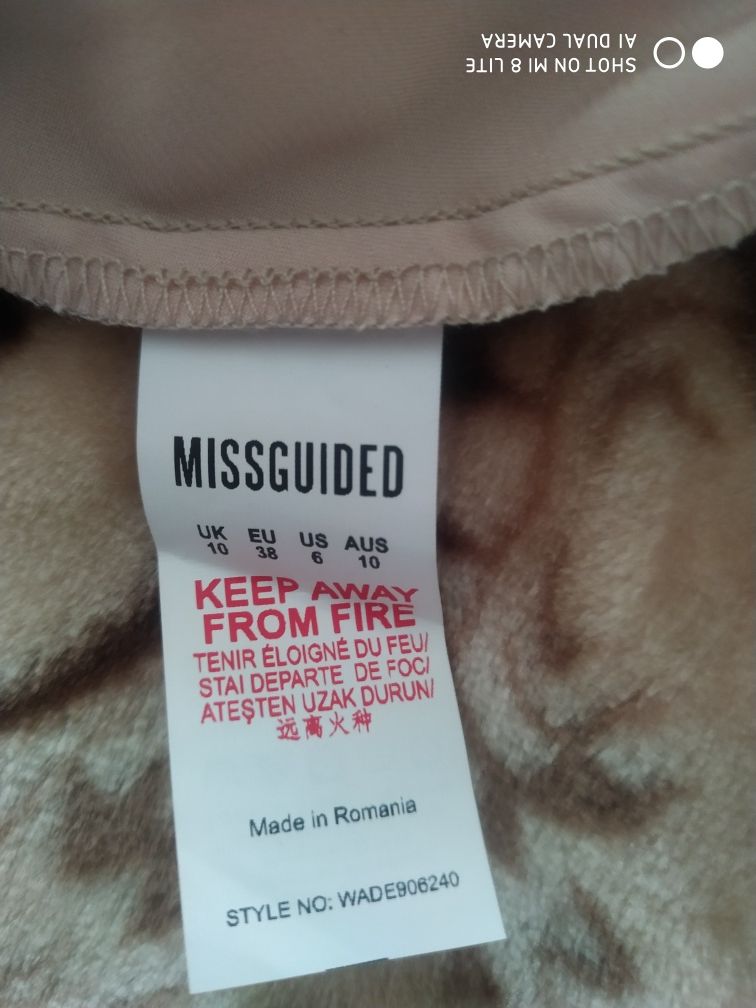 SHOT ON MI 8 LITE
AI DUAL CAMERA
MISSGUIDED
UK EU US AUS
10 38 6 10
KEEP AWAY
FROM FIRE
TENIR ÉLOIGNÉ DU FEU/
STAI DEPARTE DE FOC/
ATEŞTEN UZAK DURUN/
远离火种
Made in Romania
STYLE NO: WADE906240